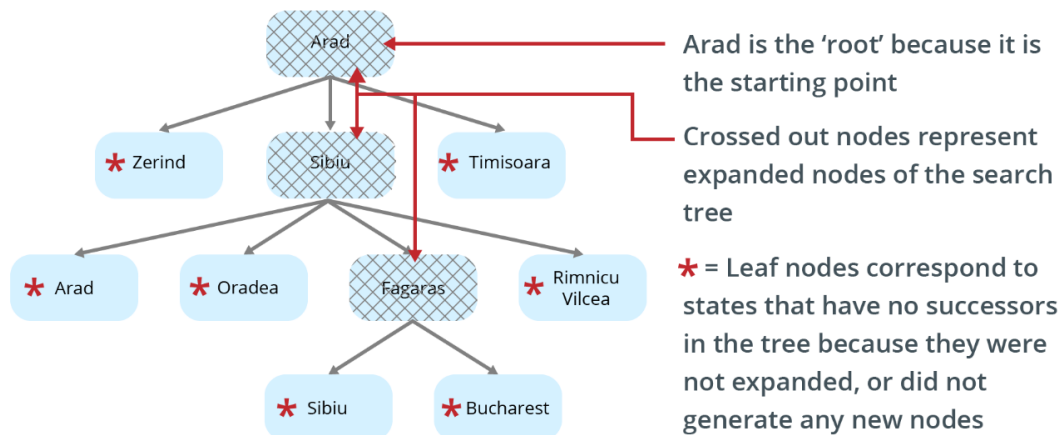 Arad
Arad is the ‘root’ because it is
the starting point
Zerind
Sibiu
Timisoara
Crossed out nodes represent
expanded nodes of the search
tree
Arad
Oradea
Fagaras
Rimnicu
Vilcea
* = Leaf nodes correspond to
states that have no successors
in the tree because they were
not expanded, or did not
generate any new nodes
Sibiu
Bucharest